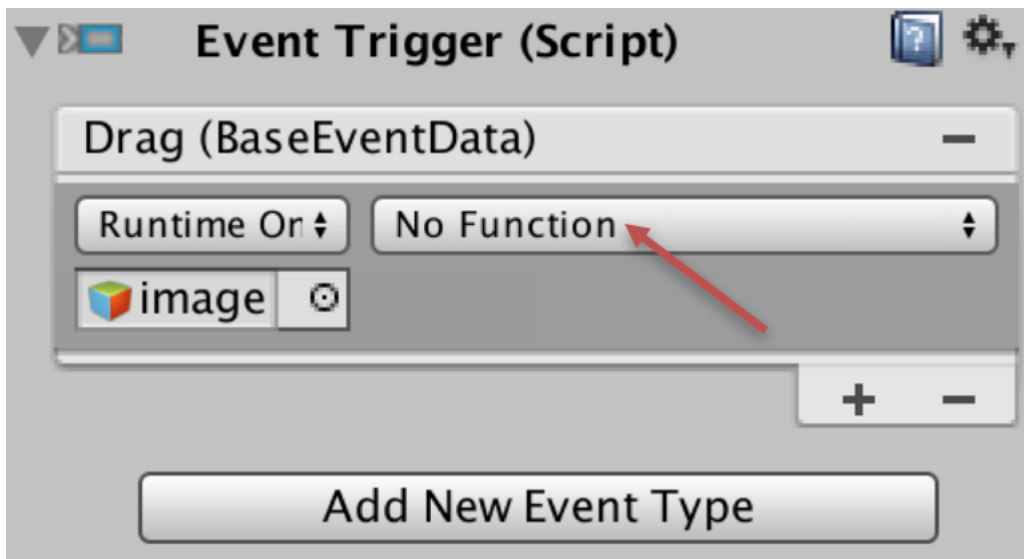 Event Trigger (Script)
Drag (BaseEventData)
Runtime On
No Function
image
Add New Event Type